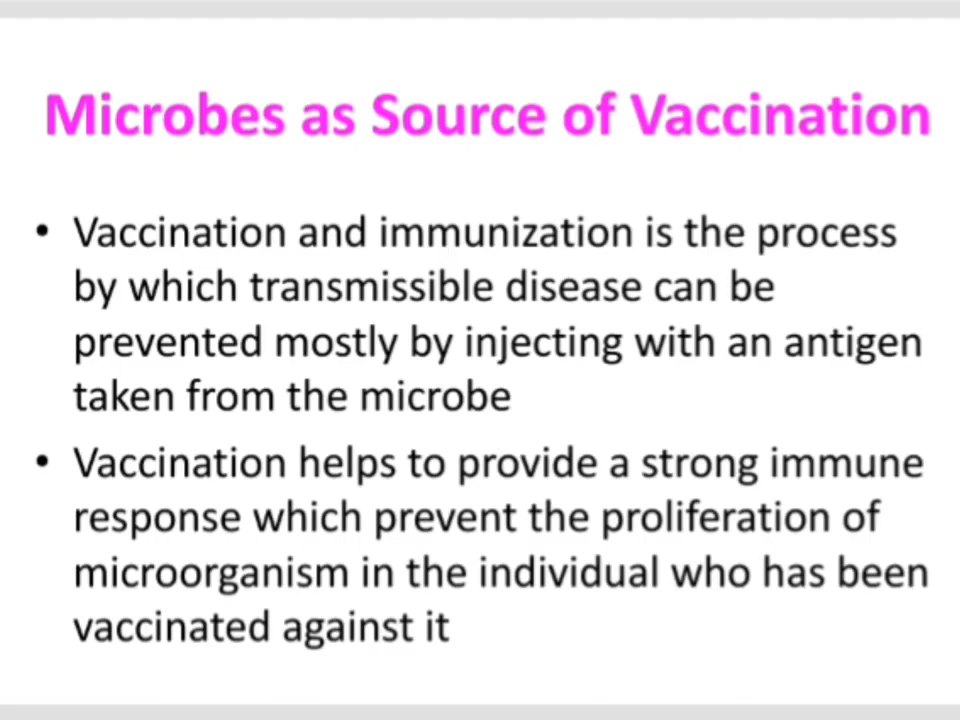 Microbes as Source of Vaccination
• Vaccination and immunization is the process
by which transmissible disease can be
prevented mostly by injecting with an antigen
taken from the microbe
• Vaccination helps to provide a strong immune
response which prevent the proliferation of
microorganism in the individual who has been
vaccinated against it